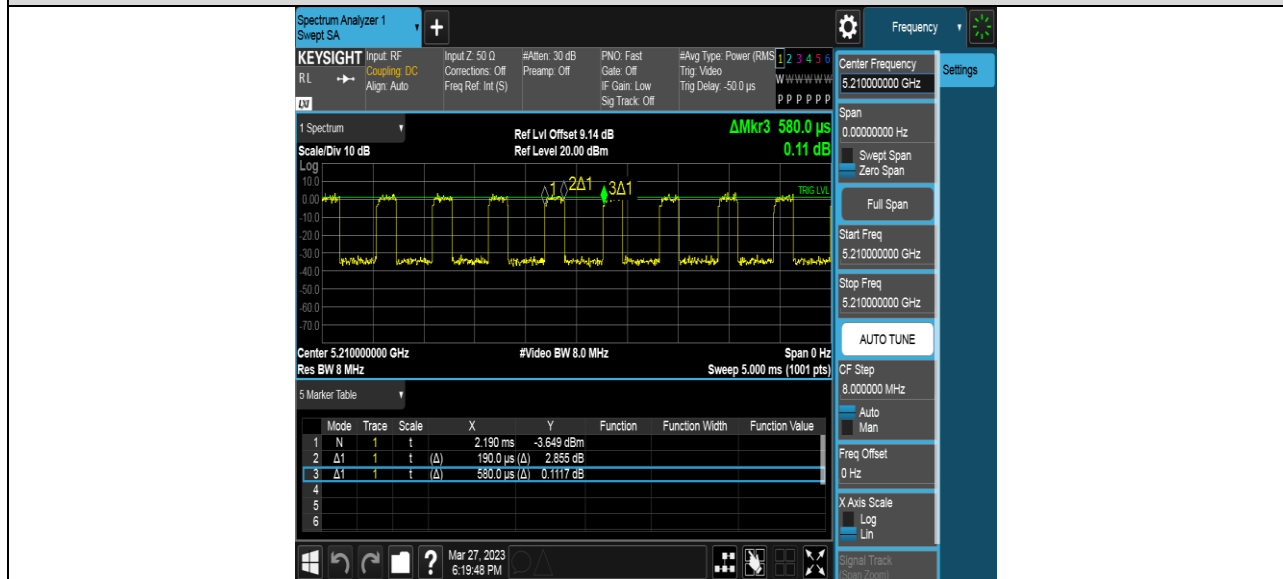 Spectrum Analyzer 1
Swept SA
+
Frequency
KEYSIGHT
RL
LXI
Input: RF
Coupling: DC
Align: Auto
Input Z: 50 Ω
Corrections: Off
Freq Ref: Int (S)
#Atten: 30 dB
Preamp: Off
PNO: Fast
Gate: Off
IF Gain: Low
Sig Track: Off
#Avg Type: Power (RMS
Trig: Video
Trig Delay: -50.0 µs
1 2 3 4 5 6
W W W W W W
P P P P P P
1 Spectrum
Scale/Div 10 dB
Ref Lvl Offset 9.14 dB
Ref Level 20.00 dBm
ΔMkr3 580.0 µs
0.11 dB
Log
10.0
0.00
-10.0
-20.0
-30.0
-40.0
-50.0
-60.0
-70.0
1
2Δ1
3Δ1
TRIG LVL
Center 5.210000000 GHz
#Video BW 8.0 MHz
Span 0 Hz
Res BW 8 MHz
Sweep 5.000 ms (1001 pts)
5 Marker Table
Mode Trace Scale X Y Function Function Width Function Value
1 N 1 t 2.190 ms -3.649 dBm
2 Δ1 1 t (Δ) 190.0 µs (Δ) 2.855 dB
3 Δ1 1 t (Δ) 580.0 µs (Δ) 0.1117 dB
4
5
6
?
Mar 27, 2023
6:19:48 PM
Center Frequency
5.210000000 GHz
Settings
Span
0.00000000 Hz
Swept Span
Zero Span
Full Span
Start Freq
5.210000000 GHz
Stop Freq
5.210000000 GHz
AUTO TUNE
CF Step
8.000000 MHz
Auto
Man
Freq Offset
0 Hz
X Axis Scale
Log
Lin
Signal Track
(Span Zoom)